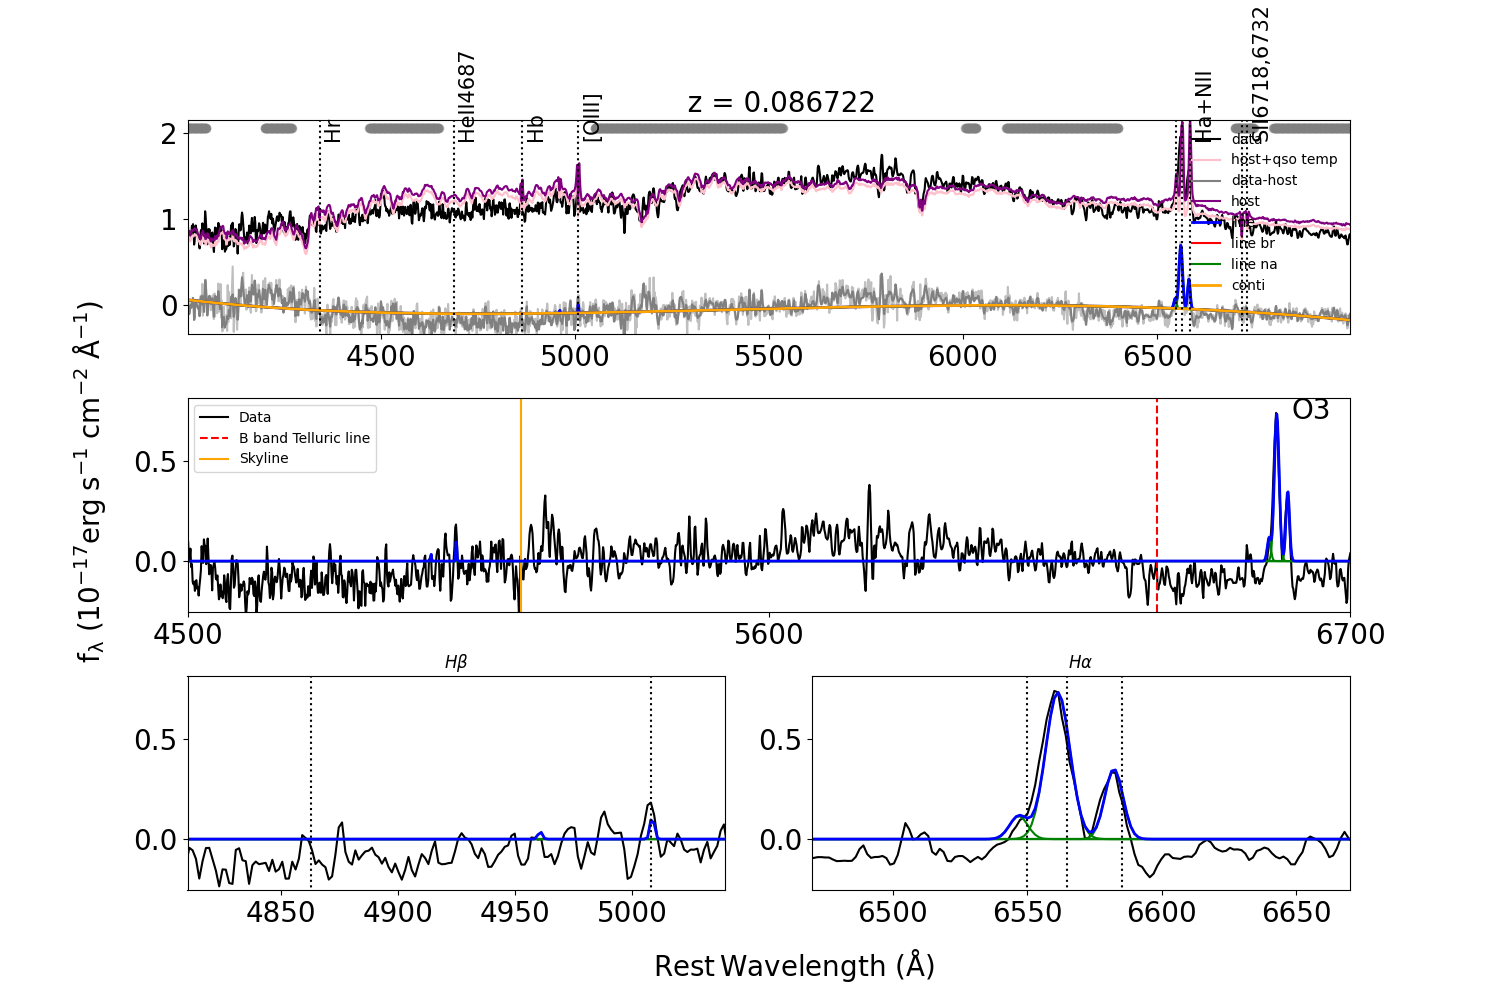 z = 0.086722
Hr
HeII4687
Hb
[OIII]
Ha+NII
SII6718,6732
data
host+qso temp
data-host
host
line
line br
line na
conti
2
1
0
4500
5000
5500
6000
6500
Data
B band Telluric line
Skyline
O3
0.5
0.0
4500
5600
6700
Hβ
0.5
0.0
4850
4900
4950
5000
Hα
0.5
0.0
6500
6550
6600
6650
fλ (10−17erg s−1 cm−2 Å−1)
Rest Wavelength (Å)